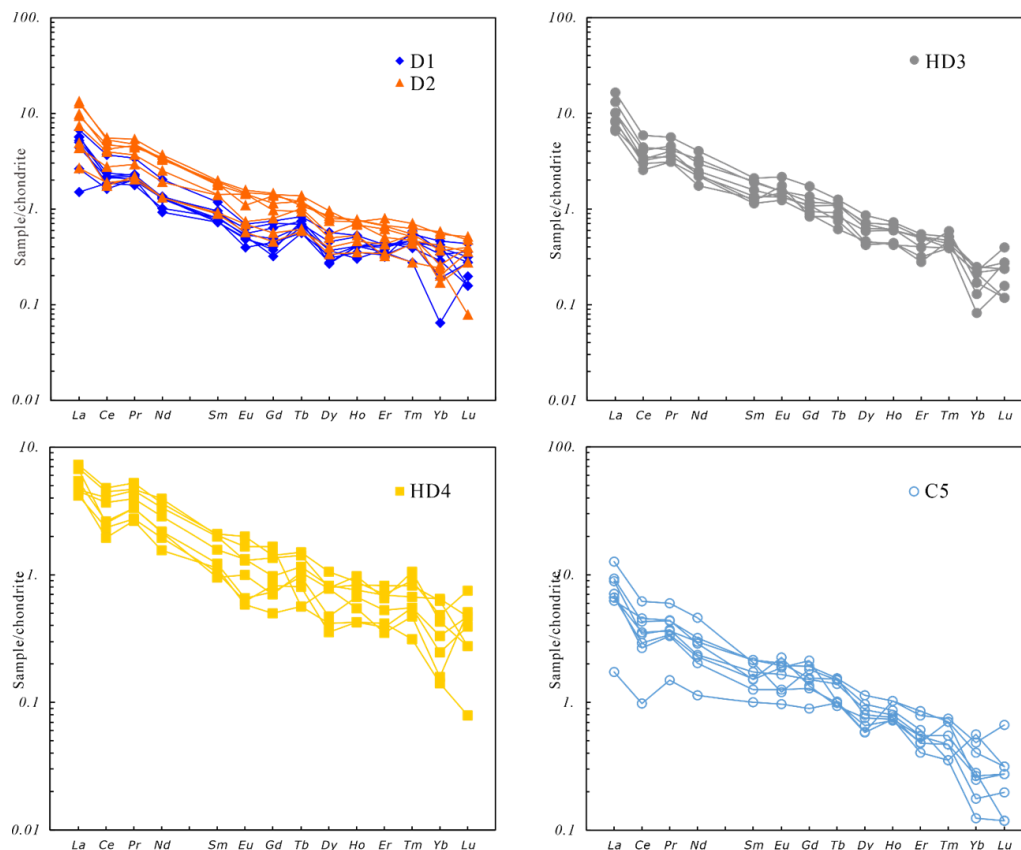 100.
10.
1.
0.1
0.01
Sample/chondrite
D1
D2
La Ce Pr Nd Sm Eu Gd Tb Dy Ho Er Tm Yb Lu
100.
10.
1.
0.1
0.01
Sample/chondrite
HD3
La Ce Pr Nd Sm Eu Gd Tb Dy Ho Er Tm Yb Lu
10.
1.
0.1
0.01
Sample/chondrite
HD4
La Ce Pr Nd Sm Eu Gd Tb Dy Ho Er Tm Yb Lu
100.
10.
1.
0.1
Sample/chondrite
C5
La Ce Pr Nd Sm Eu Gd Tb Dy Ho Er Tm Yb Lu